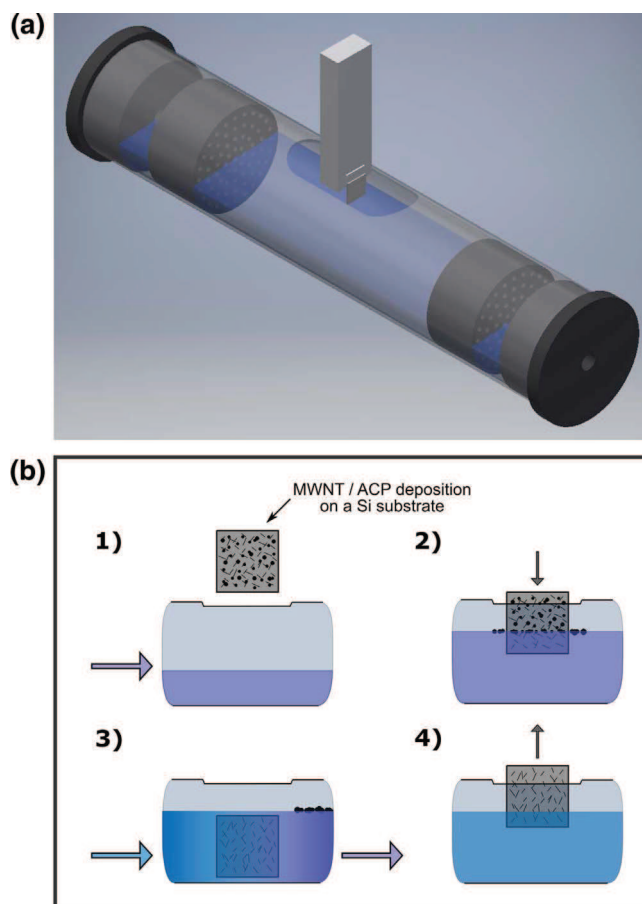 (a)
(b)
MWNT / ACP deposition
on a Si substrate
1)
2)
3)
4)